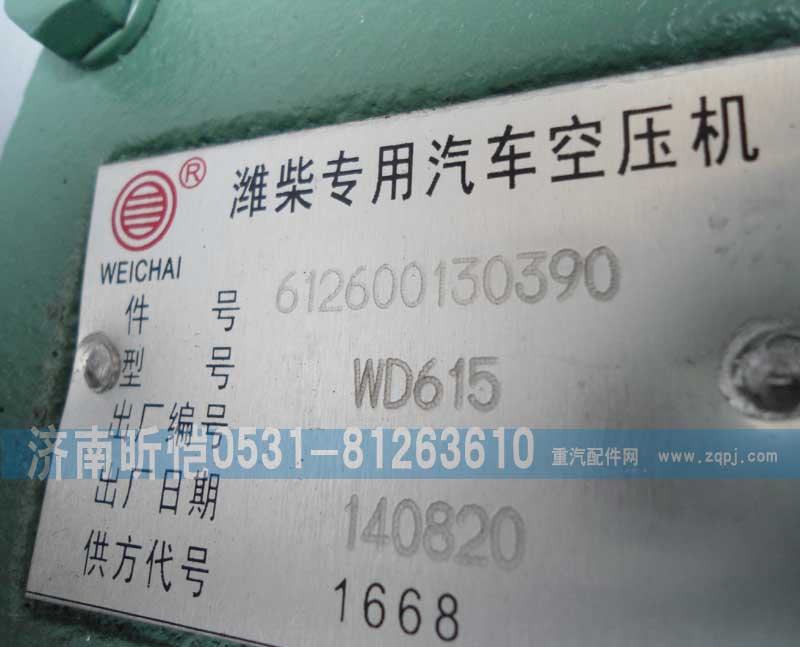 潍柴专用汽车空压机
®
WEICHAI
件 号 612600130390
型 号 WD615
出厂编号
济南昕恺0531-81263610 重汽配件网 / www.zqpj.com
出厂日期 140820
供方代号 1668